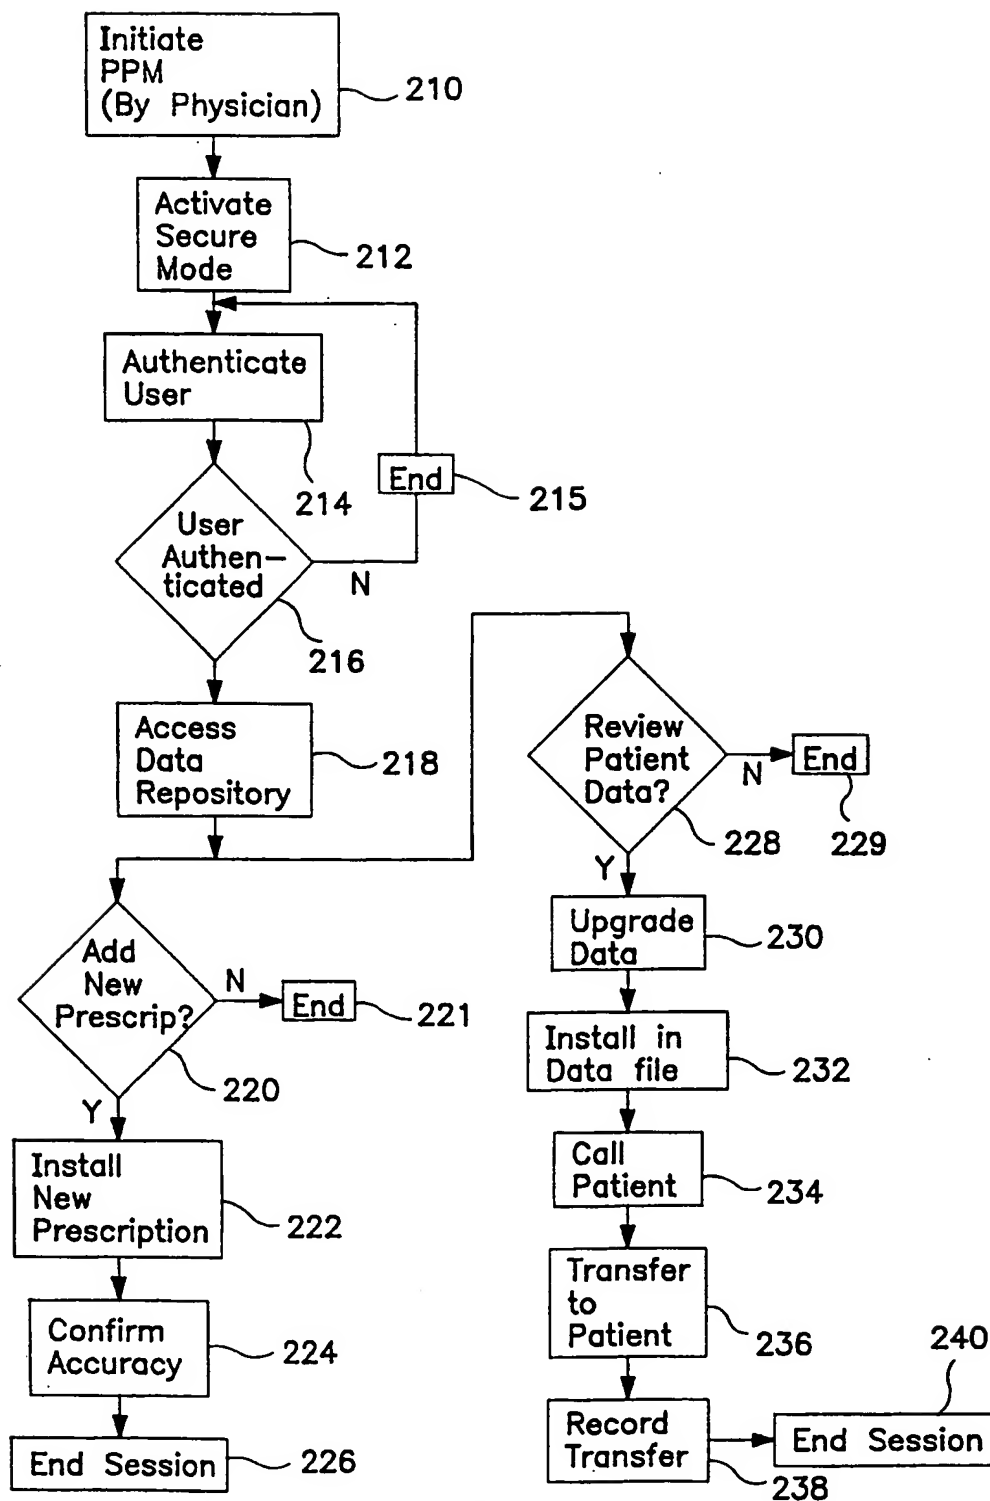 Initiate
PPM
(By Physician)
210
Activate
Secure
Mode
212
Authenticate
User
214
End
215
User
Authen-
ticated
N
216
Access
Data
Repository
218
Add
New
Prescrip?
N
End
221
220
Y
Install
New
Prescription
222
Confirm
Accuracy
224
End Session
226
Review
Patient
Data?
N
End
229
228
Y
Upgrade
Data
230
Install in
Data file
232
Call
Patient
234
Transfer
to
Patient
236
Record
Transfer
238
240
End Session